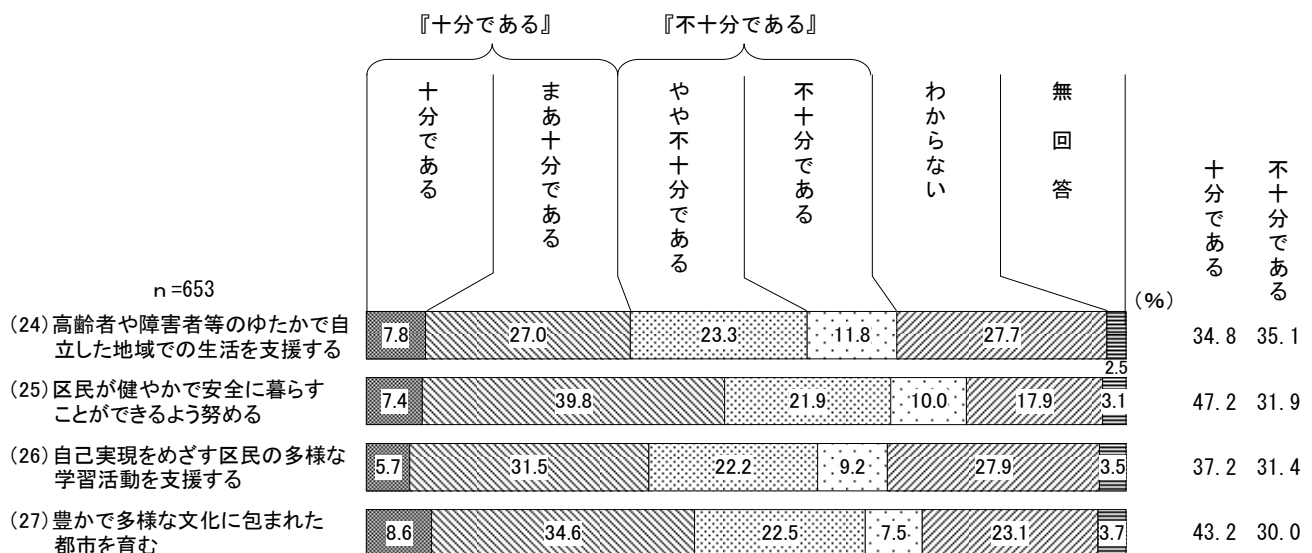 『十分である』 『不十分である』
十分である
まあ十分である
やや不十分である
不十分である
わからない
無回答
十分である
不十分である
n=653
(%)
(24)高齢者や障害者等のゆたかで自
立した地域での生活を支援する
7.8 27.0 23.3 11.8 27.7 2.5 34.8 35.1
(25)区民が健やかで安全に暮らす
ことができるよう努める
7.4 39.8 21.9 10.0 17.9 3.1 47.2 31.9
(26)自己実現をめざす区民の多様な
学習活動を支援する
5.7 31.5 22.2 9.2 27.9 3.5 37.2 31.4
(27)豊かで多様な文化に包まれた
都市を育む
8.6 34.6 22.5 7.5 23.1 3.7 43.2 30.0